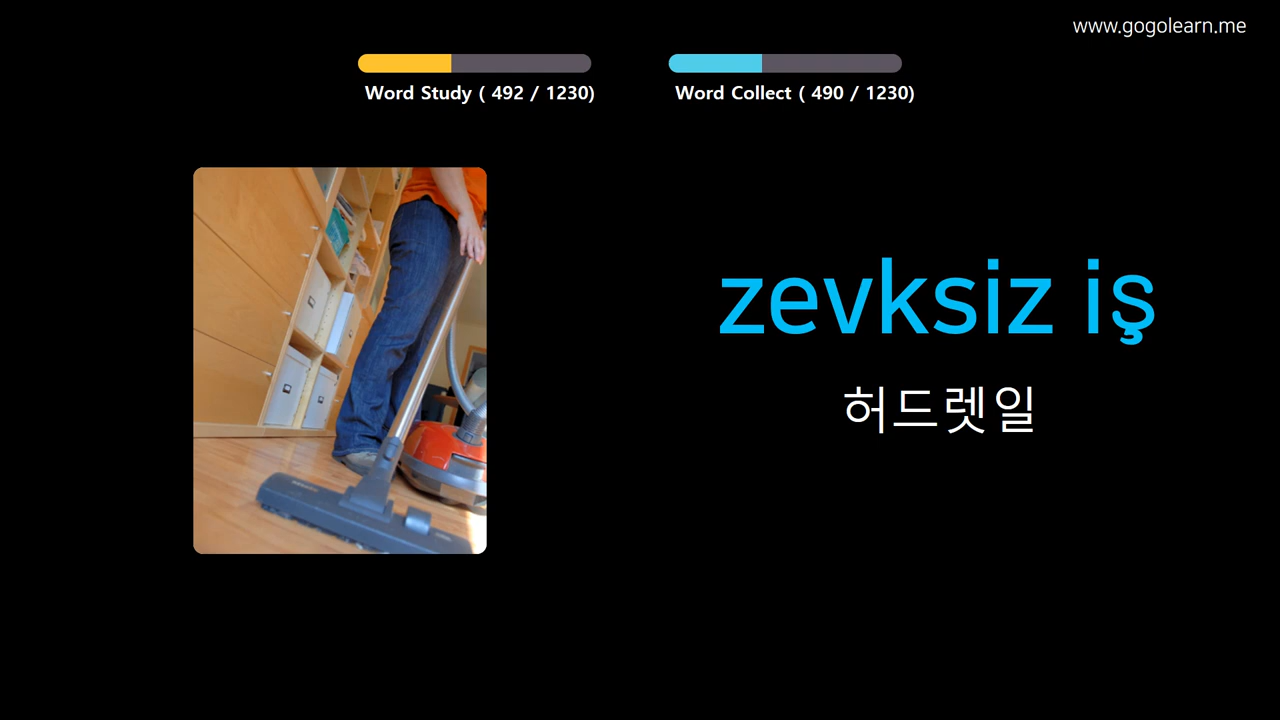 www.gogolearn.me
Word Study ( 492 / 1230)
Word Collect ( 490 / 1230)
zevksiz iş
허드렛일